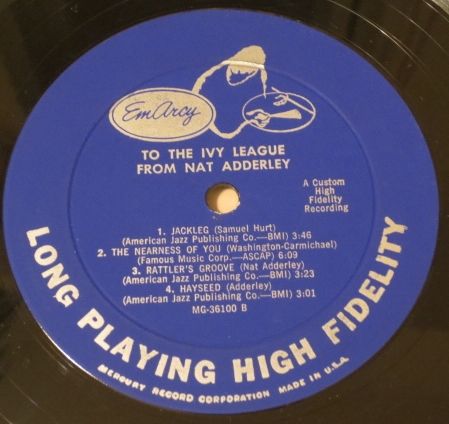 EmArcy
TO THE IVY LEAGUE
FROM NAT ADDERLEY
A Custom
High
Fidelity
Recording
1. JACKLEG (Samuel Hurt)
(American Jazz Publishing Co.—BMI) 3:46
2. THE NEARNESS OF YOU (Washington-Carmichael)
(Famous Music Corp.—ASCAP) 6:09
3. RATTLER'S GROOVE (Nat Adderley)
(American Jazz Publishing Co.—BMI) 3:23
4. HAYSEED (Adderley)
(American Jazz Publishing Co.—BMI) 3:01
MG-36100 B
LONG PLAYING HIGH FIDELITY
MERCURY RECORD CORPORATION MADE IN U.S.A.